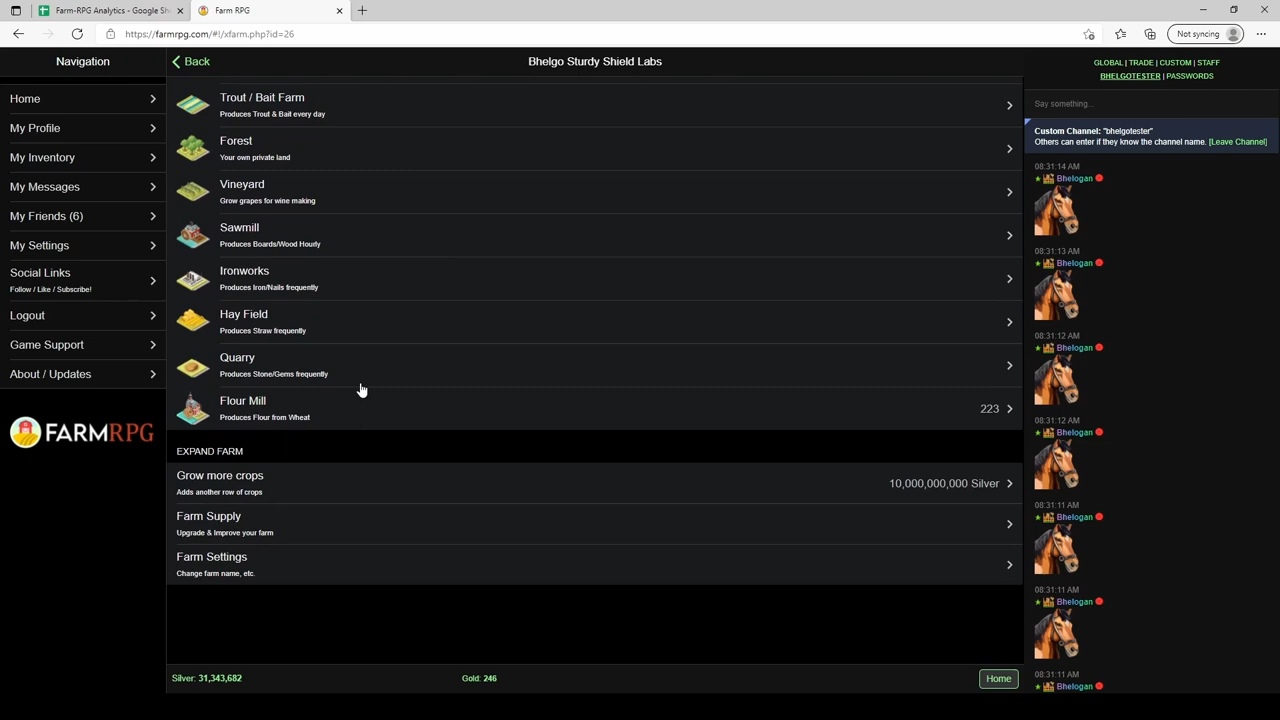 Farm-RPG Analytics - Google She
Farm RPG
https://farmrpg.com/#!/xfarm.php?id=26
Not syncing
Navigation
Home
My Profile
My Inventory
My Messages
My Friends (6)
My Settings
Social Links
Follow / Like / Subscribe!
Logout
Game Support
About / Updates
FARMRPG
Back
Bhelgo Sturdy Shield Labs
Trout / Bait Farm
Produces Trout & Bait every day
Forest
Your own private land
Vineyard
Grow grapes for wine making
Sawmill
Produces Boards/Wood Hourly
Ironworks
Produces Iron/Nails frequently
Hay Field
Produces Straw frequently
Quarry
Produces Stone/Gems frequently
Flour Mill
Produces Flour from Wheat
223
EXPAND FARM
Grow more crops
Adds another row of crops
10,000,000,000 Silver
Farm Supply
Upgrade & Improve your farm
Farm Settings
Change farm name, etc.
Silver: 31,343,682
Gold: 246
Home
GLOBAL | TRADE | CUSTOM | STAFF
BHELGOTESTER | PASSWORDS
Say something...
Custom Channel: "bhelgotester"
Others can enter if they know the channel name. [Leave Channel]
08:31:14 AM
Bhelogan
08:31:13 AM
Bhelogan
08:31:12 AM
Bhelogan
08:31:12 AM
Bhelogan
08:31:11 AM
Bhelogan
08:31:11 AM
Bhelogan
08:31:11 AM
Bhelogan